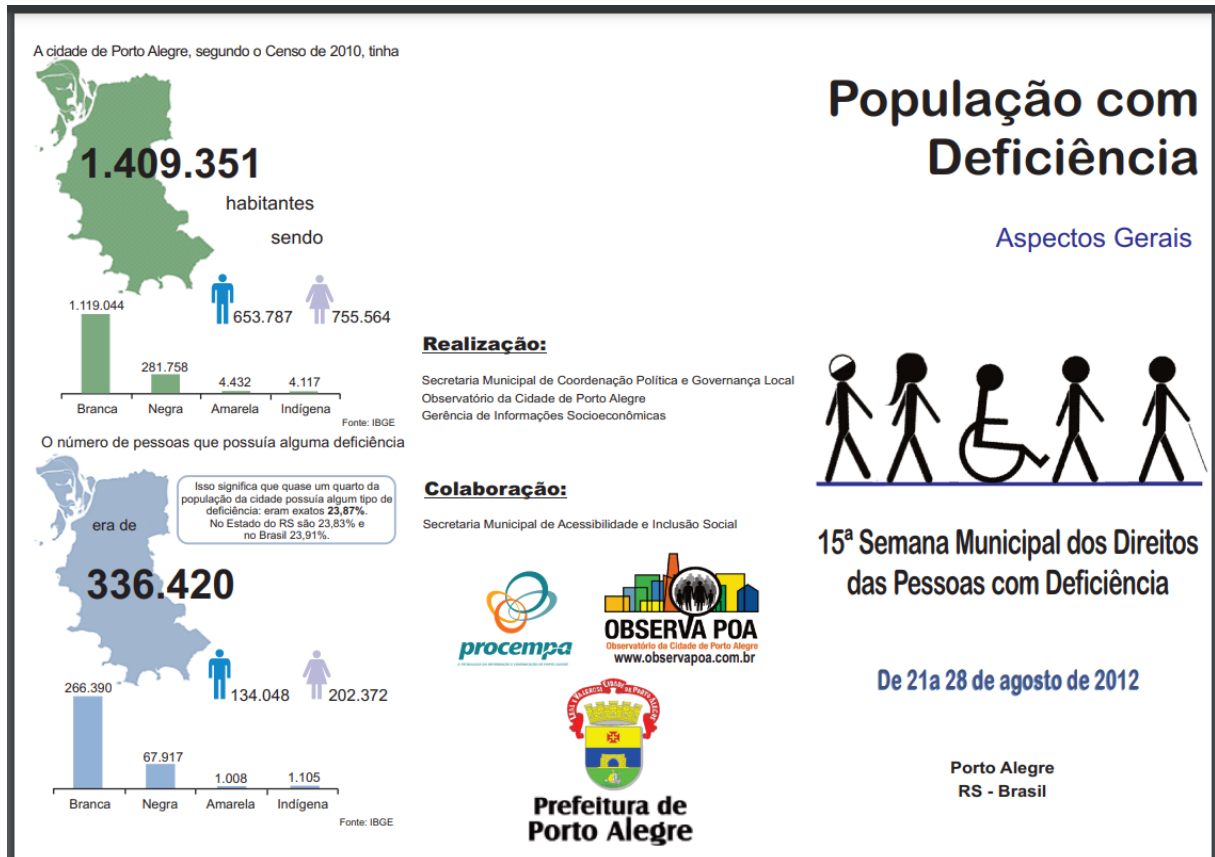 A cidade de Porto Alegre, segundo o Censo de 2010, tinha
1.409.351
habitantes
sendo
653.787
755.564
1.119.044
281.758
4.432
4.117
Branca
Negra
Amarela
Indígena
Fonte: IBGE
O número de pessoas que possuía alguma deficiência
era de
Isso significa que quase um quarto da
população da cidade possuía algum tipo de
deficiência: eram exatos 23,87%.
No Estado do RS são 23,83% e
no Brasil 23,91%.
336.420
134.048
202.372
266.390
67.917
1.008
1.105
Branca
Negra
Amarela
Indígena
Fonte: IBGE
Realização:
Secretaria Municipal de Coordenação Política e Governança Local
Observatório da Cidade de Porto Alegre
Gerência de Informações Socioeconômicas
Colaboração:
Secretaria Municipal de Acessibilidade e Inclusão Social
procempa
OBSERVA POA
Observatório da Cidade de Porto Alegre
www.observapoa.com.br
Prefeitura de
Porto Alegre
População com
Deficiência
Aspectos Gerais
15ª Semana Municipal dos Direitos
das Pessoas com Deficiência
De 21a 28 de agosto de 2012
Porto Alegre
RS - Brasil